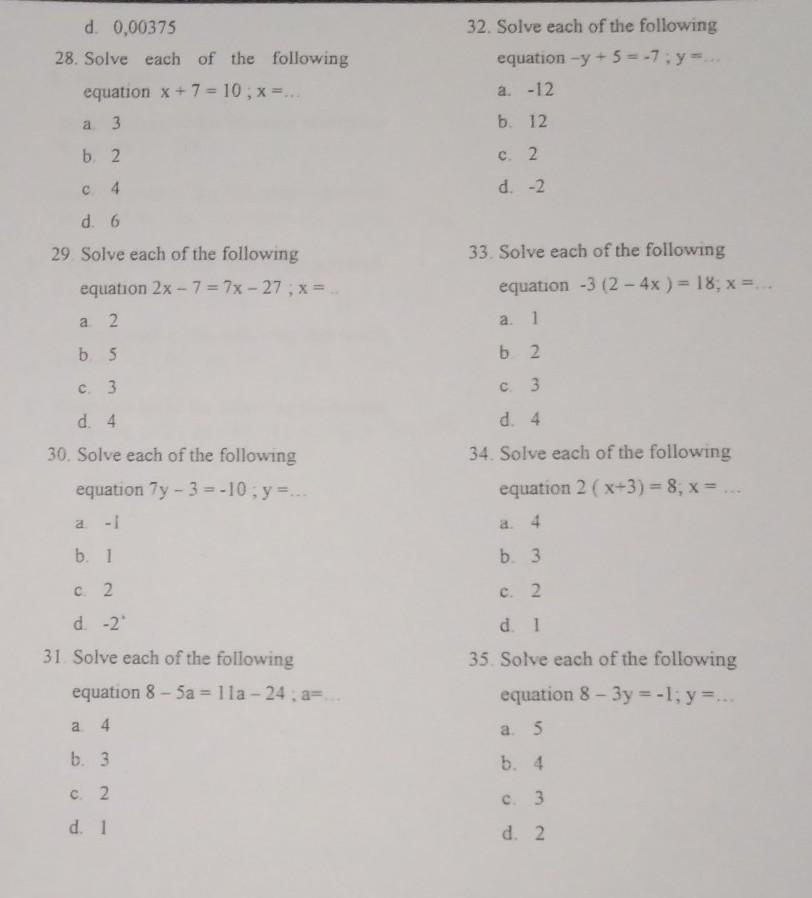 d. 0,00375
28. Solve each of the following
equation x + 7 = 10 ; x =...
a. 3
b. 2
c. 4
d. 6
29. Solve each of the following
equation 2x – 7 = 7x – 27 ; x = ..
a. 2
b. 5
c. 3
d. 4
30. Solve each of the following
equation 7y – 3 = -10 ; y =...
a. -1
b. 1
c. 2
d. -2
31. Solve each of the following
equation 8 – 5a = 11a – 24 ; a=...
a. 4
b. 3
c. 2
d. 1
32. Solve each of the following
equation –y + 5 = -7 ; y =...
a. -12
b. 12
c. 2
d. -2
33. Solve each of the following
equation -3 (2 – 4x ) = 18; x =...
a. 1
b. 2
c. 3
d. 4
34. Solve each of the following
equation 2 ( x+3) = 8; x = ...
a. 4
b. 3
c. 2
d. 1
35. Solve each of the following
equation 8 – 3y = -1; y =...
a. 5
b. 4
c. 3
d. 2